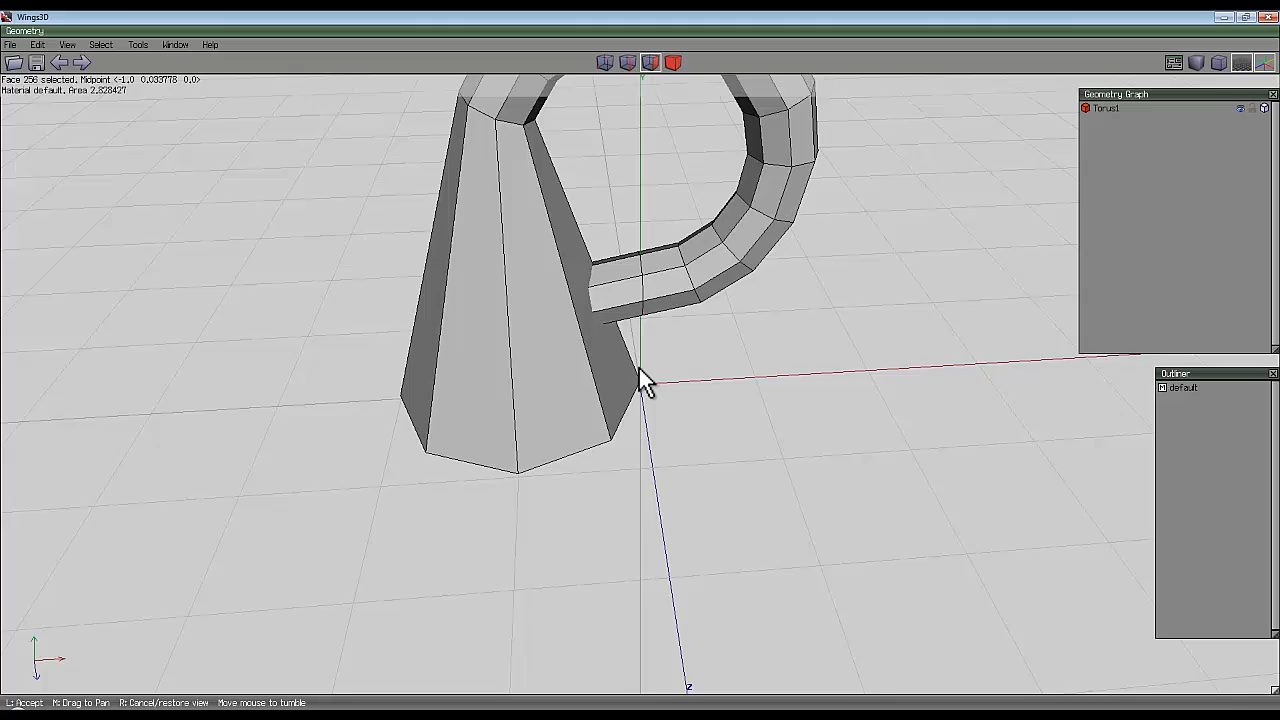 Wings3D
Geometry
File Edit View Select Tools Window Help
Face 256 selected. Midpoint <-1.0 0.033778 0.0>
Material default. Area 2.828427
Y
Geometry Graph
Torus1
Outliner
M default
Z
L: Accept M: Drag to Pan R: Cancel/restore view Move mouse to tumble